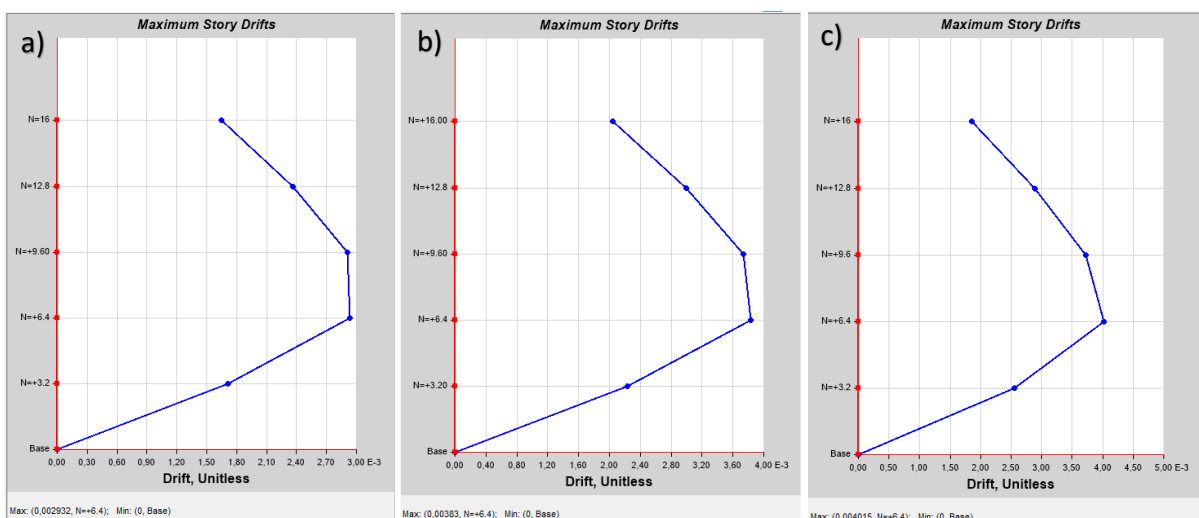 a)
Maximum Story Drifts
N=16
N=+12.8
N=+9.60
N=+6.4
N=+3.2
Base
0,00 0,30 0,60 0,90 1,20 1,50 1,80 2,10 2,40 2,70 3,00 E-3
Drift, Unitless
Max: (0,002932, N=+6.4); Min: (0, Base)
b)
Maximum Story Drifts
N=+16.00
N=+12.8
N=+9.60
N=+6.4
N=+3.20
Base
0,00 0,40 0,80 1,20 1,60 2,00 2,40 2,80 3,20 3,60 4,00 E-3
Drift, Unitless
Max: (0,00383, N=+6.4); Min: (0, Base)
c)
Maximum Story Drifts
N=+16
N=+12.8
N=+9.6
N=+6.4
N=+3.2
Base
0,00 0,50 1,00 1,50 2,00 2,50 3,00 3,50 4,00 4,50 5,00 E-3
Drift, Unitless
Max: (0,004015, N=+6.4); Min: (0, Base)